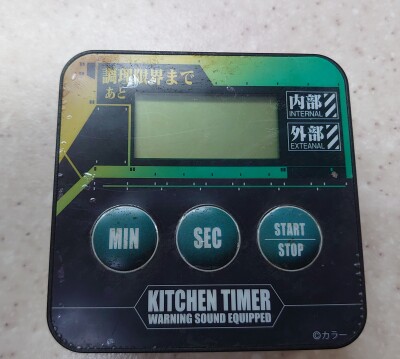 調理限界まで
あと
内部
INTERNAL
外部
EXTEANAL
MIN
SEC
START
STOP
KITCHEN TIMER
WARNING SOUND EQUIPPED
©カラー